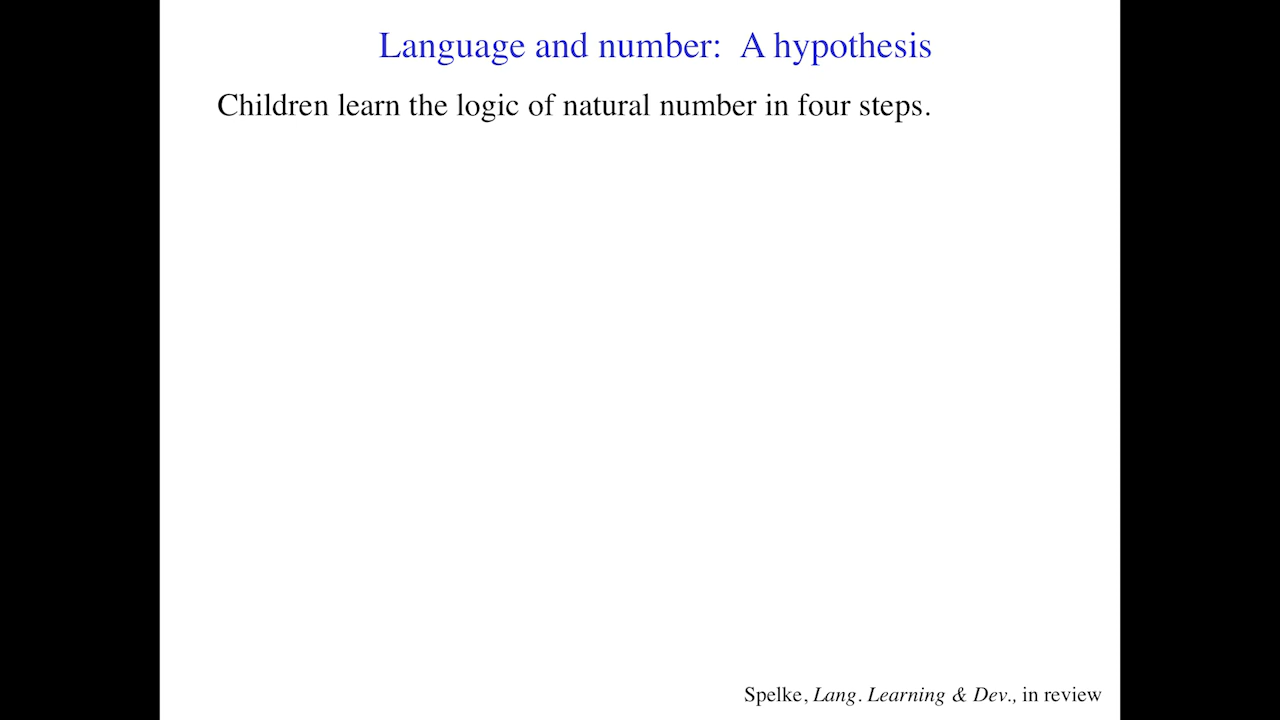 Language and number:  A hypothesis
Children learn the logic of natural number in four steps.
Spelke, Lang. Learning & Dev., in review